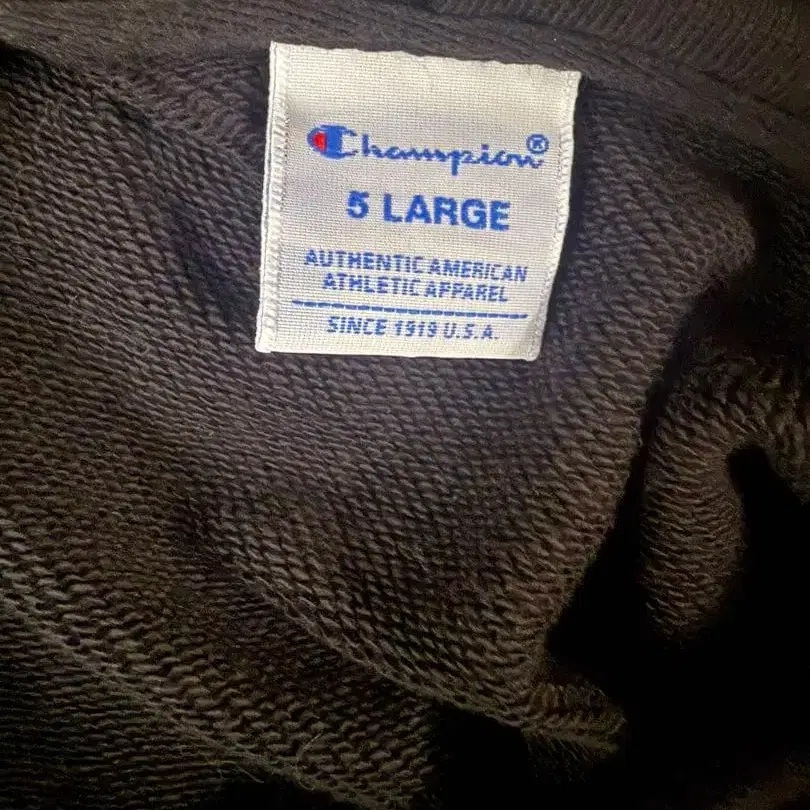 Champion®
5 LARGE
AUTHENTIC AMERICAN
ATHLETIC APPAREL
SINCE 1919 U.S.A.